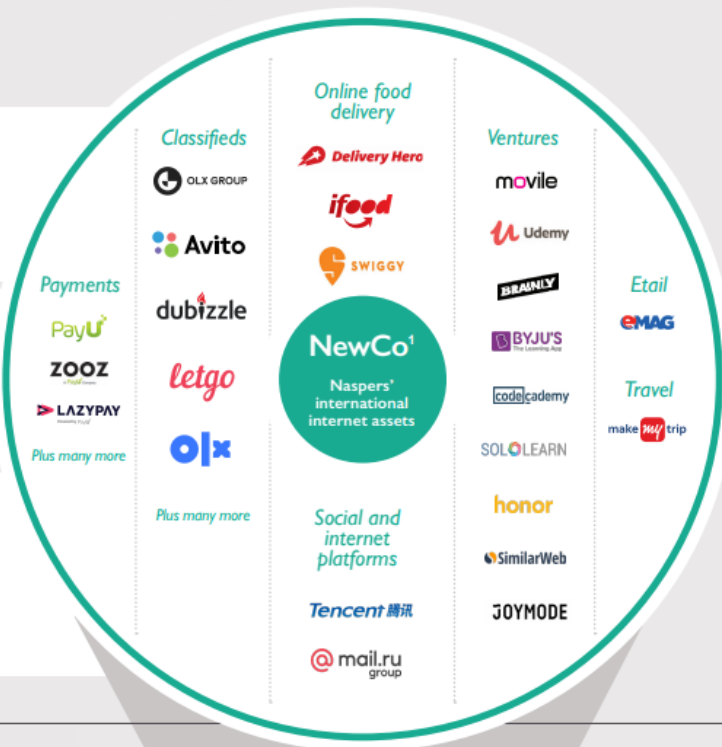 Payments
PayU
ZOOZ
a PayU company
LAZYPAY
Plus many more
Classifieds
OLX GROUP
Avito
dubizzle
letgo
olx
Plus many more
Online food
delivery
Delivery Hero
ifood
SWIGGY
NewCo¹
Naspers'
international
internet assets
Social and
internet
platforms
Tencent 腾讯
@ mail.ru
group
Ventures
movile
Udemy
BRAINLY
BYJU'S
The Learning App
codecademy
SOLOLEARN
honor
SimilarWeb
JOYMODE
Etail
eMAG
Travel
make my trip